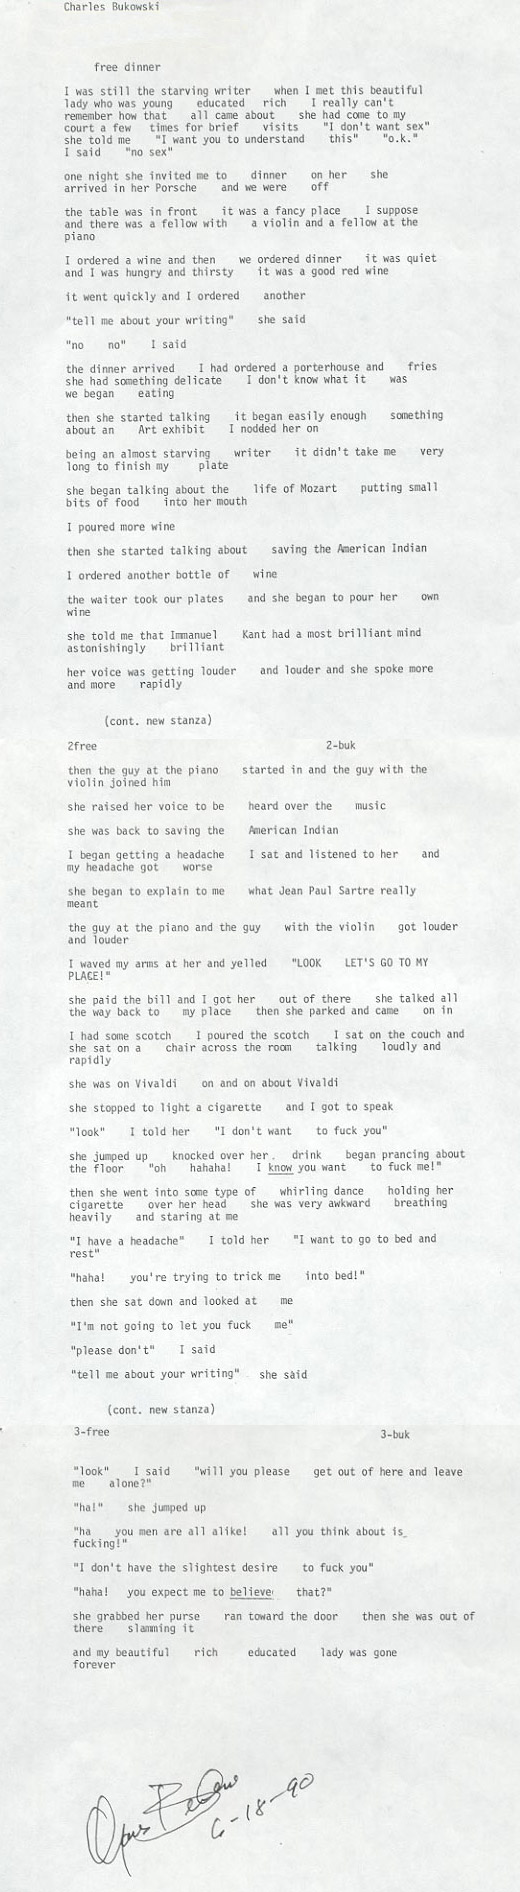 Charles Bukowski
free dinner
I was still the starving writer when I met this beautiful
lady who was young educated rich I really can't
remember how that all came about she had come to my
court a few times for brief visits "I don't want sex"
she told me "I want you to understand this" "o.k."
I said "no sex"
one night she invited me to dinner on her she
arrived in her Porsche and we were off
the table was in front it was a fancy place I suppose
and there was a fellow with a violin and a fellow at the
piano
I ordered a wine and then we ordered dinner it was quiet
and I was hungry and thirsty it was a good red wine
it went quickly and I ordered another
"tell me about your writing" she said
"no no" I said
the dinner arrived I had ordered a porterhouse and fries
she had something delicate I don't know what it was
we began eating
then she started talking it began easily enough something
about an Art exhibit I nodded her on
being an almost starving writer it didn't take me very
long to finish my plate
she began talking about the life of Mozart putting small
bits of food into her mouth
I poured more wine
then she started talking about saving the American Indian
I ordered another bottle of wine
the waiter took our plates and she began to pour her own
wine
she told me that Immanuel Kant had a most brilliant mind
astonishingly brilliant
her voice was getting louder and louder and she spoke more
and more rapidly
(cont. new stanza)
2free 2-buk
then the guy at the piano started in and the guy with the
violin joined him
she raised her voice to be heard over the music
she was back to saving the American Indian
I began getting a headache I sat and listened to her and
my headache got worse
she began to explain to me what Jean Paul Sartre really
meant
the guy at the piano and the guy with the violin got louder
and louder
I waved my arms at her and yelled "LOOK LET'S GO TO MY
PLACE!"
she paid the bill and I got her out of there she talked all
the way back to my place then she parked and came on in
I had some scotch I poured the scotch I sat on the couch and
she sat on a chair across the room talking loudly and
rapidly
she was on Vivaldi on and on about Vivaldi
she stopped to light a cigarette and I got to speak
"look" I told her "I don't want to fuck you"
she jumped up knocked over her drink began prancing about
the floor "oh hahaha! I know you want to fuck me!"
then she went into some type of whirling dance holding her
cigarette over her head she was very awkward breathing
heavily and staring at me
"I have a headache" I told her "I want to go to bed and
rest"
"haha! you're trying to trick me into bed!"
then she sat down and looked at me
"I'm not going to let you fuck me"
"please don't" I said
"tell me about your writing" she said
(cont. new stanza)
3-free 3-buk
"look" I said "will you please get out of here and leave
me alone?"
"ha!" she jumped up
"ha you men are all alike! all you think about is
fucking!"
"I don't have the slightest desire to fuck you"
"haha! you expect me to believe that?"
she grabbed her purse ran toward the door then she was out of
there slamming it
and my beautiful rich educated lady was gone
forever
6-18-90